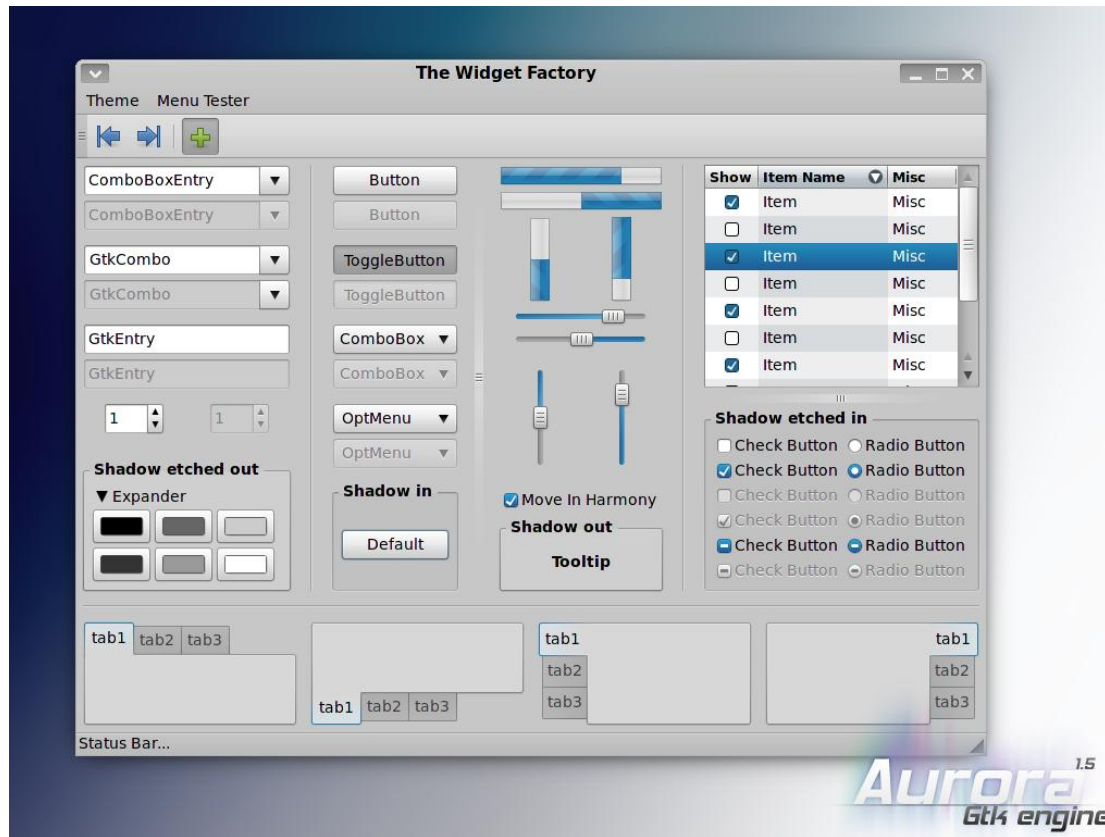 The Widget Factory
Theme Menu Tester
ComboBoxEntry
ComboBoxEntry
GtkCombo
GtkCombo
GtkEntry
GtkEntry
1 1
Shadow etched out
Expander
Button
Button
ToggleButton
ToggleButton
ComboBox
ComboBox
OptMenu
OptMenu
Shadow in
Default
Move In Harmony
Shadow out
Tooltip
Show Item Name Misc
Item Misc
Item Misc
Item Misc
Item Misc
Item Misc
Item Misc
Item Misc
Shadow etched in
Check Button Radio Button
Check Button Radio Button
Check Button Radio Button
Check Button Radio Button
Check Button Radio Button
Check Button Radio Button
tab1 tab2 tab3
tab1 tab2 tab3
tab1
tab2
tab3
tab1
tab2
tab3
Status Bar...
Aurora 1.5
Gtk engine